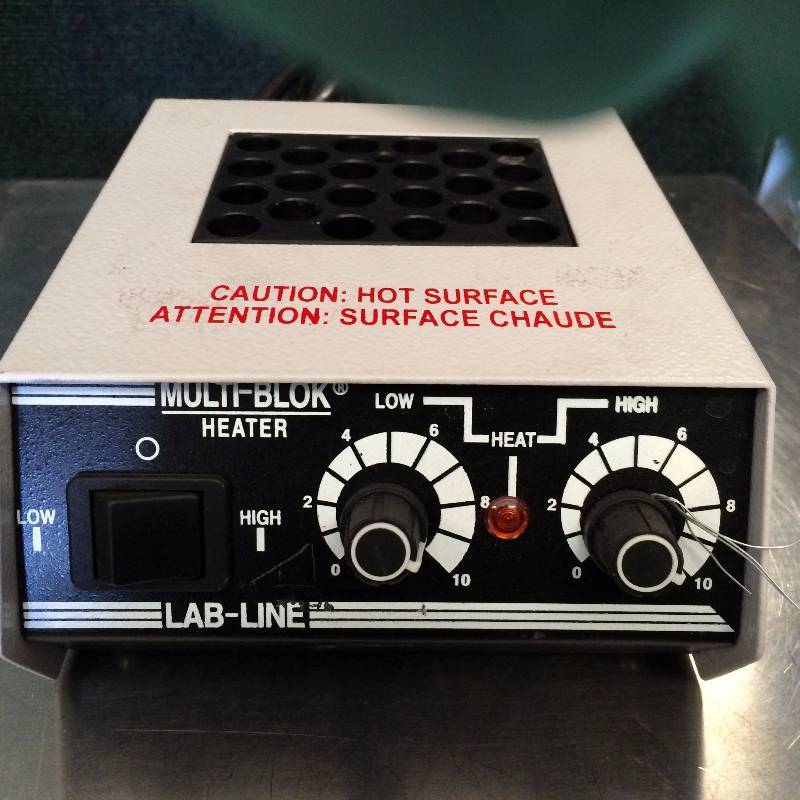 CAUTION: HOT SURFACE
ATTENTION: SURFACE CHAUDE
MULTI-BLOK®
HEATER
LOW HIGH
HEAT
LOW HIGH
0 2 4 6 8 10
0 2 4 6 8 10
LAB-LINE